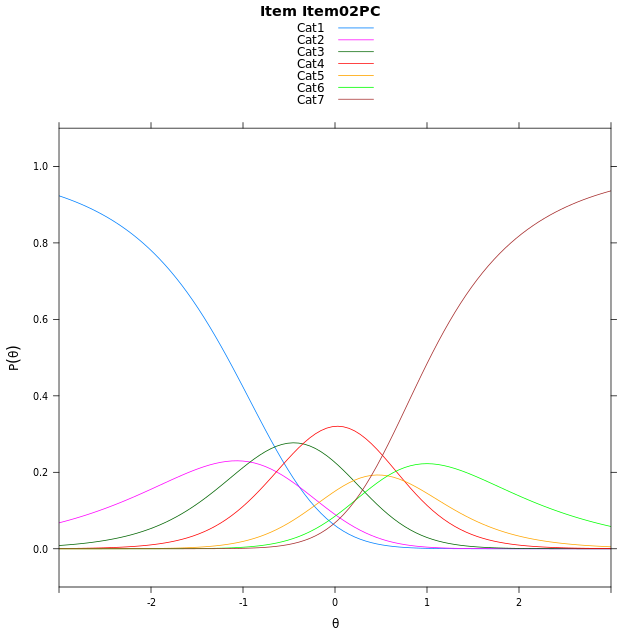 Item Item02PC
Cat1
Cat2
Cat3
Cat4
Cat5
Cat6
Cat7
1.0
0.8
0.6
0.4
0.2
0.0
P(θ)
-2 -1 0 1 2
θ